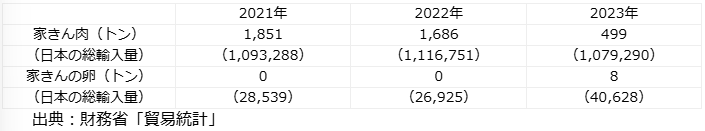 2021年 2022年 2023年
家きん肉（トン） 1,851 1,686 499
（日本の総輸入量） （1,093,288） （1,116,751） （1,079,290）
家きんの卵（トン） 0 0 8
（日本の総輸入量） （28,539） （26,925） （40,628）
出典：財務省「貿易統計」